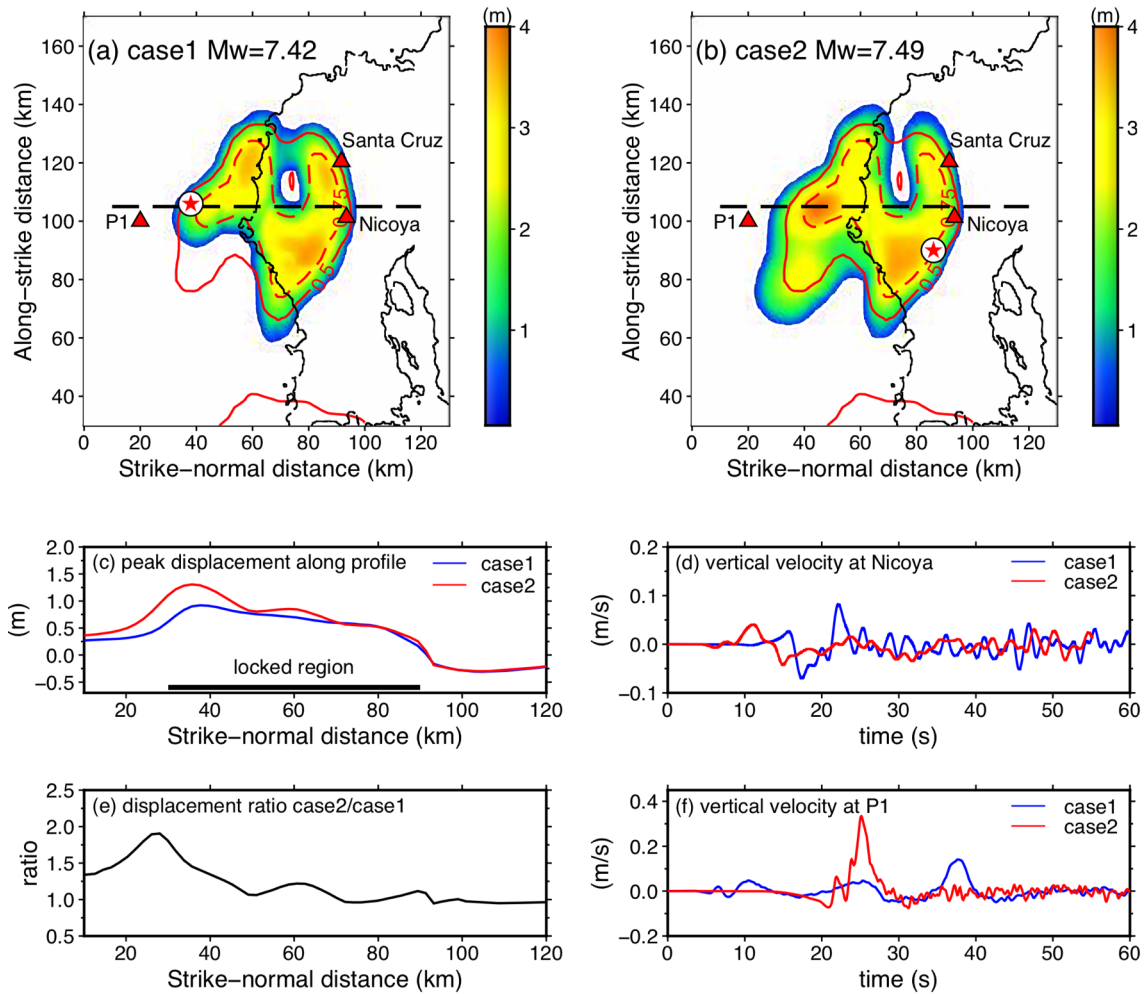 (m)
(a) case1 Mw=7.42
4
3
2
1
160
140
120
100
80
60
40
Along−strike distance (km)
Santa Cruz
P1
Nicoya
0.75
0.5
0 20 40 60 80 100 120
Strike−normal distance (km)
(m)
(b) case2 Mw=7.49
4
3
2
1
160
140
120
100
80
60
40
Along−strike distance (km)
Santa Cruz
P1
Nicoya
0.75
0.5
0 20 40 60 80 100 120
Strike−normal distance (km)
(c) peak displacement along profile
case1
case2
2.0
1.5
1.0
0.5
0.0
−0.5
(m)
locked region
20 40 60 80 100 120
Strike−normal distance (km)
(d) vertical velocity at Nicoya
case1
case2
0.2
0.1
0.0
−0.1
(m/s)
0 10 20 30 40 50 60
time (s)
(e) displacement ratio case2/case1
2.5
2.0
1.5
1.0
0.5
ratio
20 40 60 80 100 120
Strike−normal distance (km)
(f) vertical velocity at P1
case1
case2
0.4
0.2
0.0
−0.2
(m/s)
0 10 20 30 40 50 60
time (s)